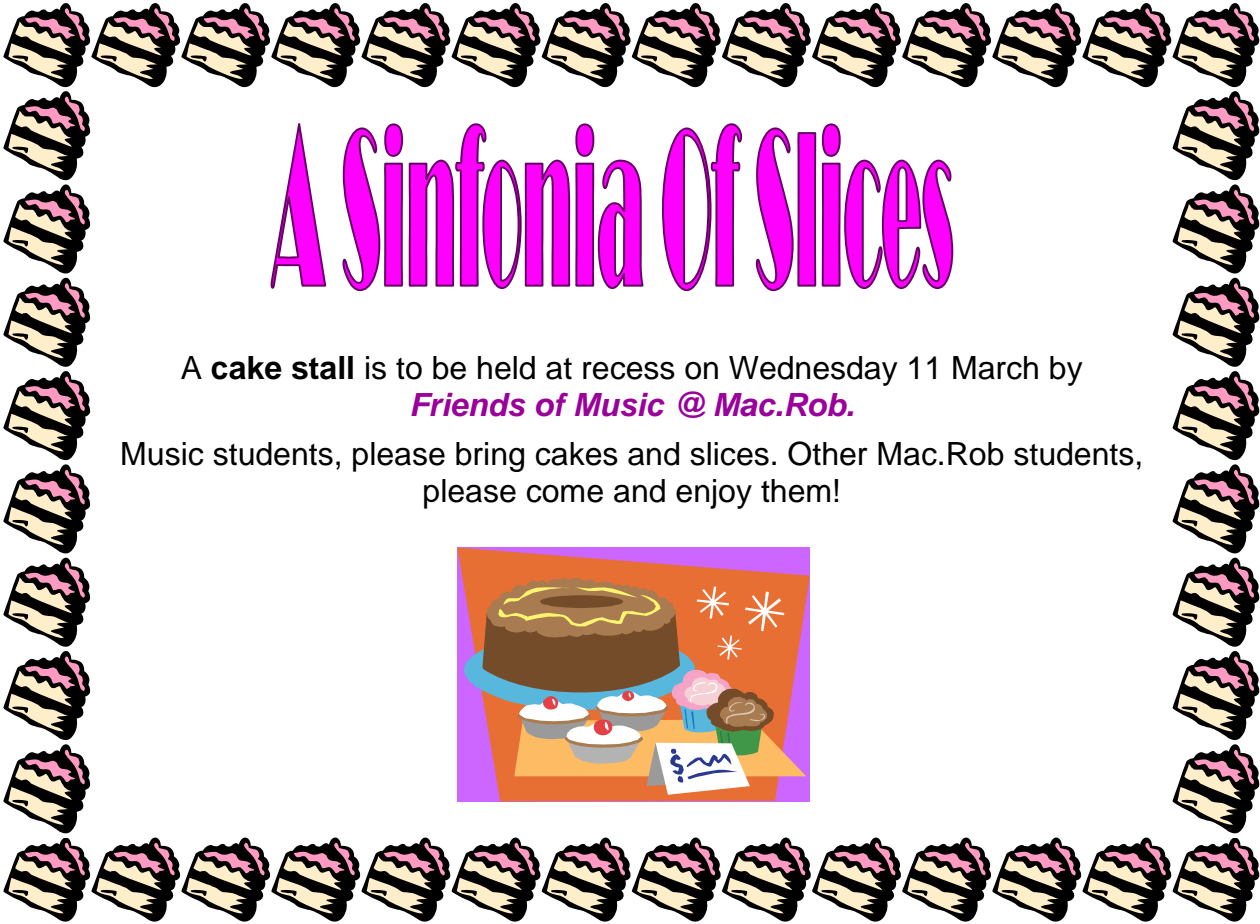 A Sinfonia Of Slices
A cake stall is to be held at recess on Wednesday 11 March by
Friends of Music @ Mac.Rob.
Music students, please bring cakes and slices. Other Mac.Rob students,
please come and enjoy them!
$